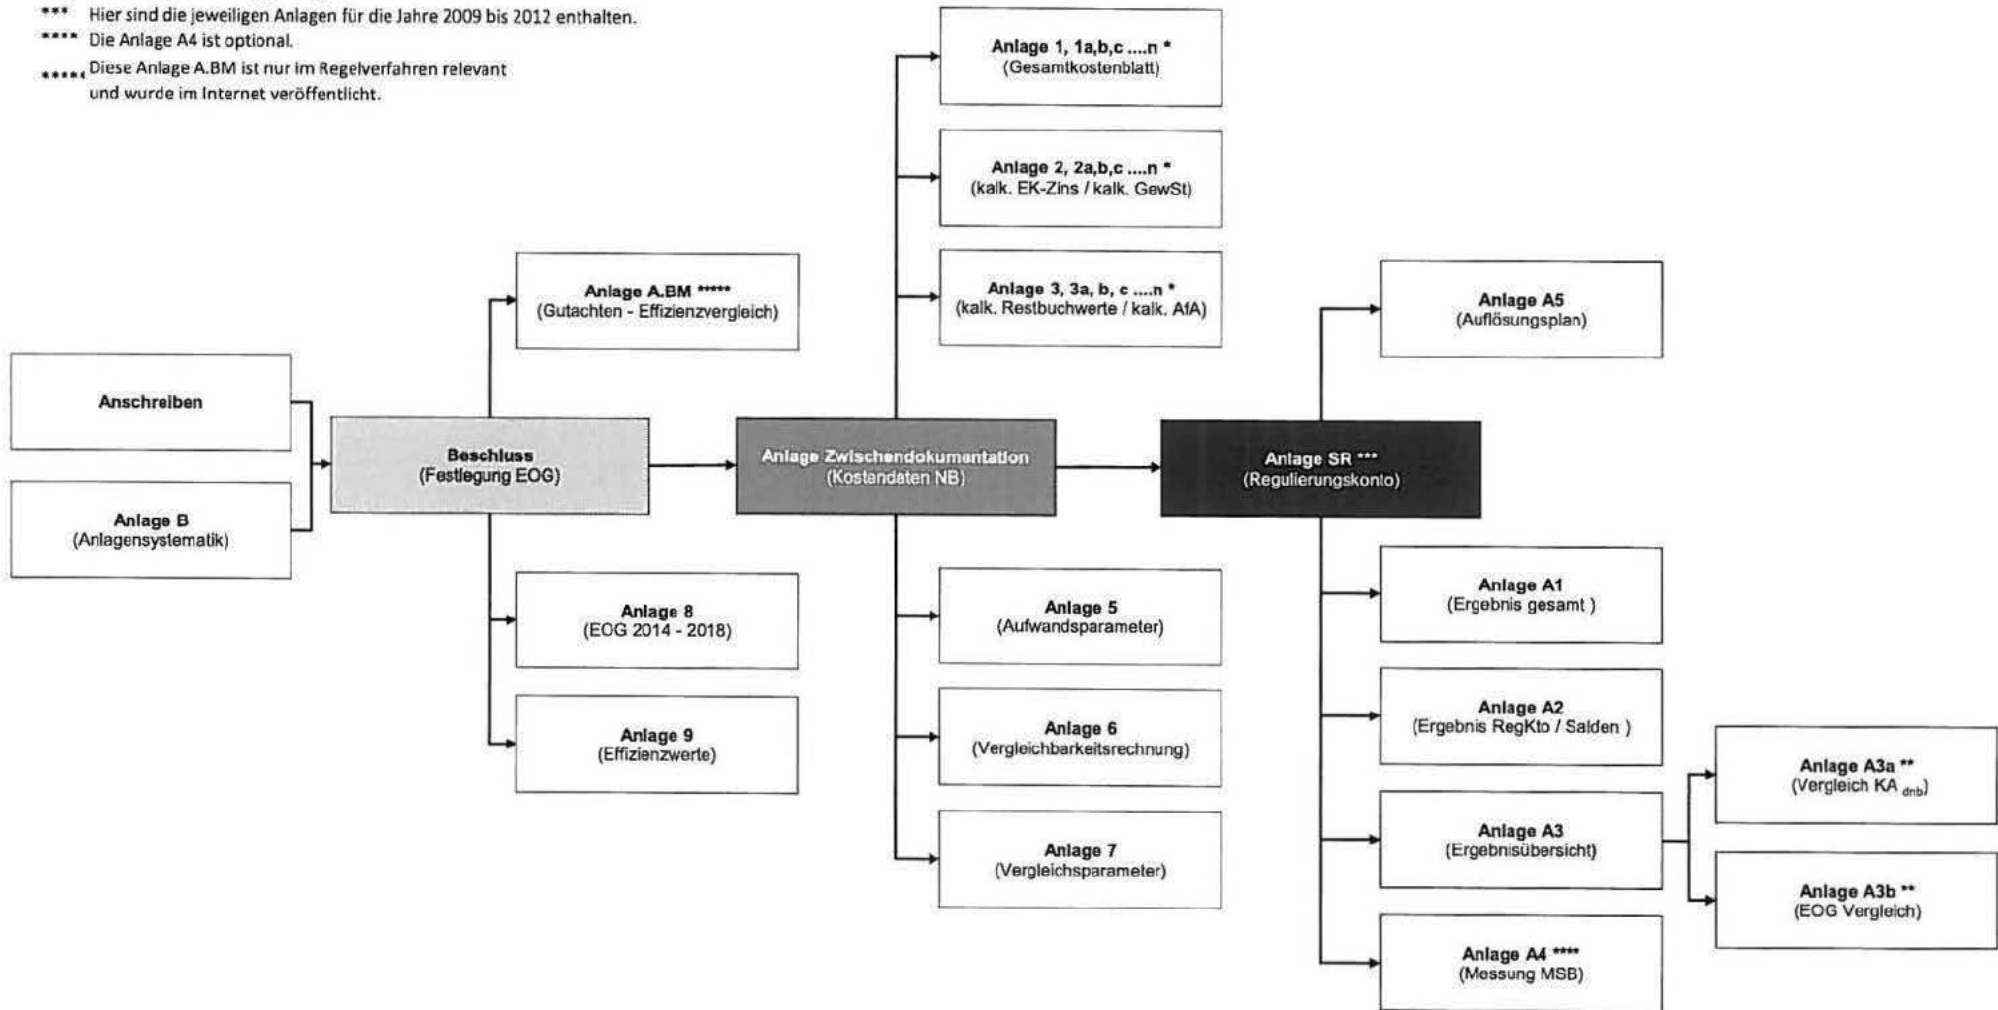 *** Hier sind die jeweiligen Anlagen für die Jahre 2009 bis 2012 enthalten.
**** Die Anlage A4 ist optional.
***** Diese Anlage A.BM ist nur im Regelverfahren relevant
und wurde im Internet veröffentlicht.
Anschreiben
Anlage B
(Anlagensystematik)
Beschluss
(Festlegung EOG)
Anlage A.BM *****
(Gutachten - Effizienzvergleich)
Anlage 8
(EOG 2014 - 2018)
Anlage 9
(Effizienzwerte)
Anlage Zwischendokumentation
(Kostendaten NB)
Anlage 1, 1a,b,c ....n *
(Gesamtkostenblatt)
Anlage 2, 2a,b,c ....n *
(kalk. EK-Zins / kalk. GewSt)
Anlage 3, 3a, b, c ....n *
(kalk. Restbuchwerte / kalk. AfA)
Anlage 5
(Aufwandsparameter)
Anlage 6
(Vergleichbarkeitsrechnung)
Anlage 7
(Vergleichsparameter)
Anlage SR ***
(Regulierungskonto)
Anlage A5
(Auflösungsplan)
Anlage A1
(Ergebnis gesamt )
Anlage A2
(Ergebnis RegKto / Salden )
Anlage A3
(Ergebnisübersicht)
Anlage A4 ****
(Messung MSB)
Anlage A3a **
(Vergleich KA dnb)
Anlage A3b **
(EOG Vergleich)